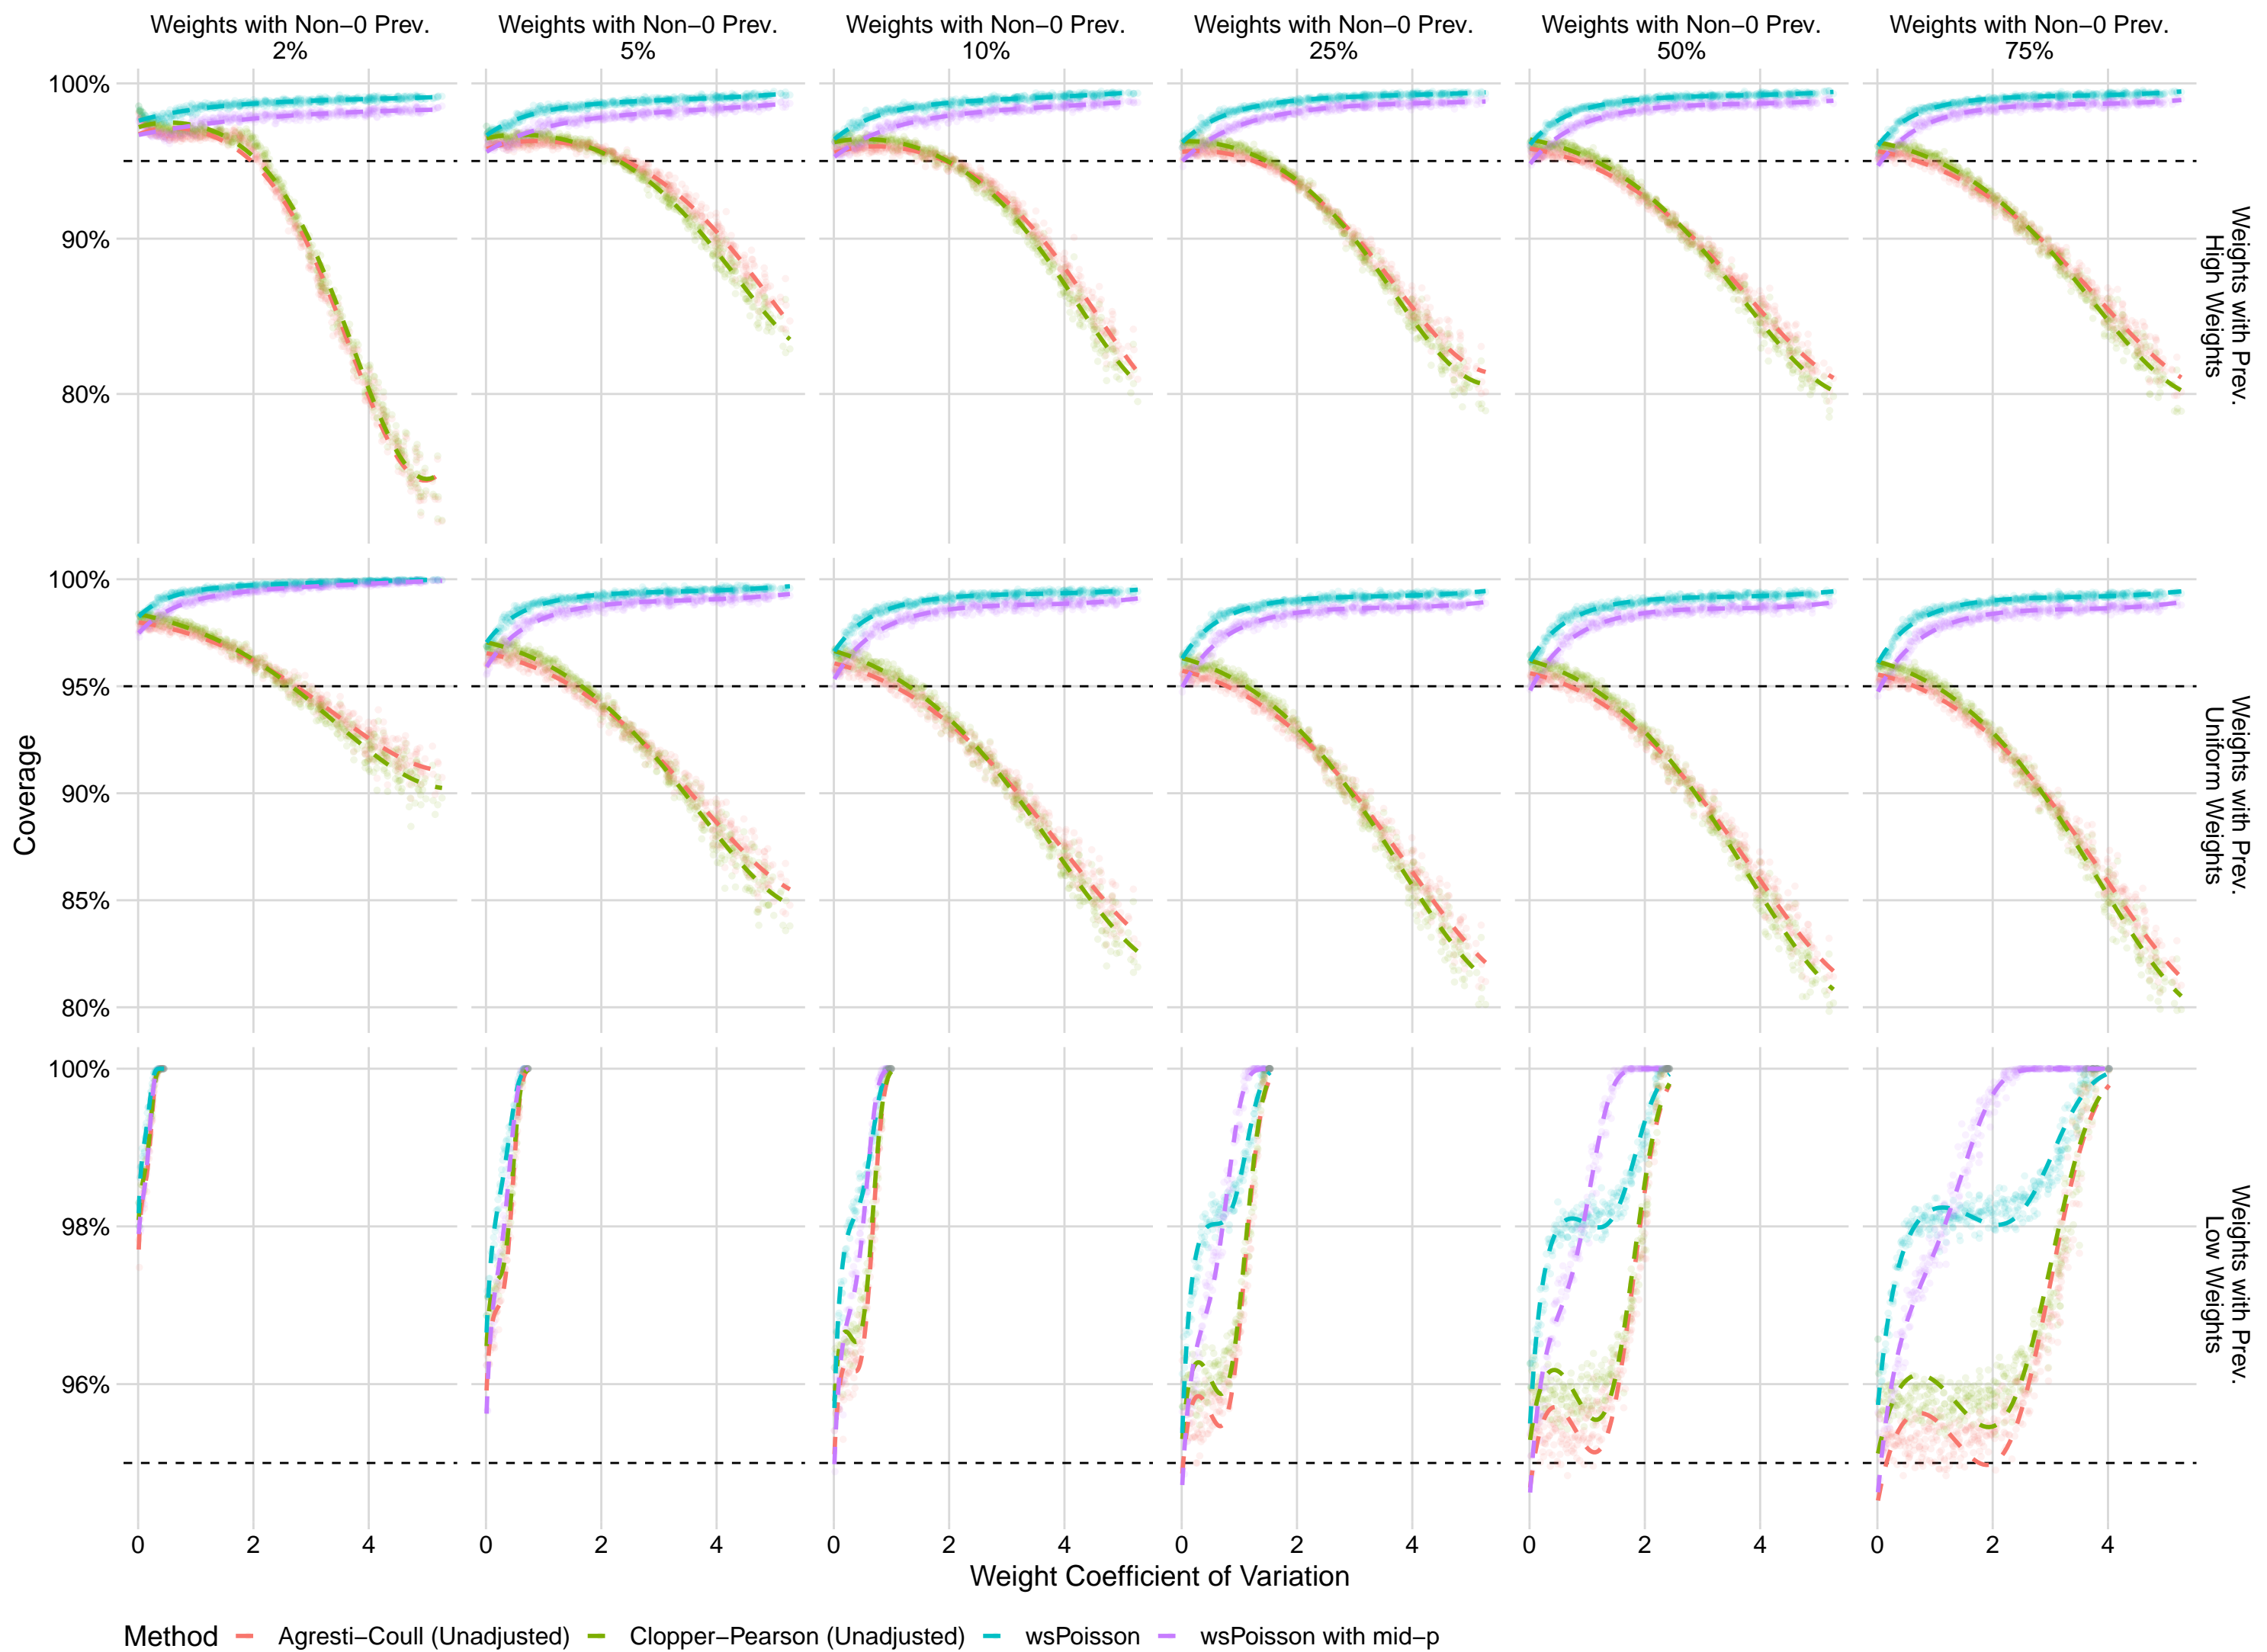 Weights with Non−0 Prev. Weights with Non−0 Prev. Weights with Non−0 Prev. Weights with Non−0 Prev. Weights with Non−0 Prev. Weights with Non−0 Prev.
2% 5% 10% 25% 50% 75%
100%
90%
80%
Weights with Prev.
High Weights
100%
95%
90%
85%
80%
Weights with Prev.
Uniform Weights
100%
98%
96%
Weights with Prev.
Low Weights
Coverage
0 2 4 0 2 4 0 2 4 0 2 4 0 2 4 0 2 4
Weight Coefficient of Variation
Method Agresti−Coull (Unadjusted) Clopper−Pearson (Unadjusted) wsPoisson wsPoisson with mid−p